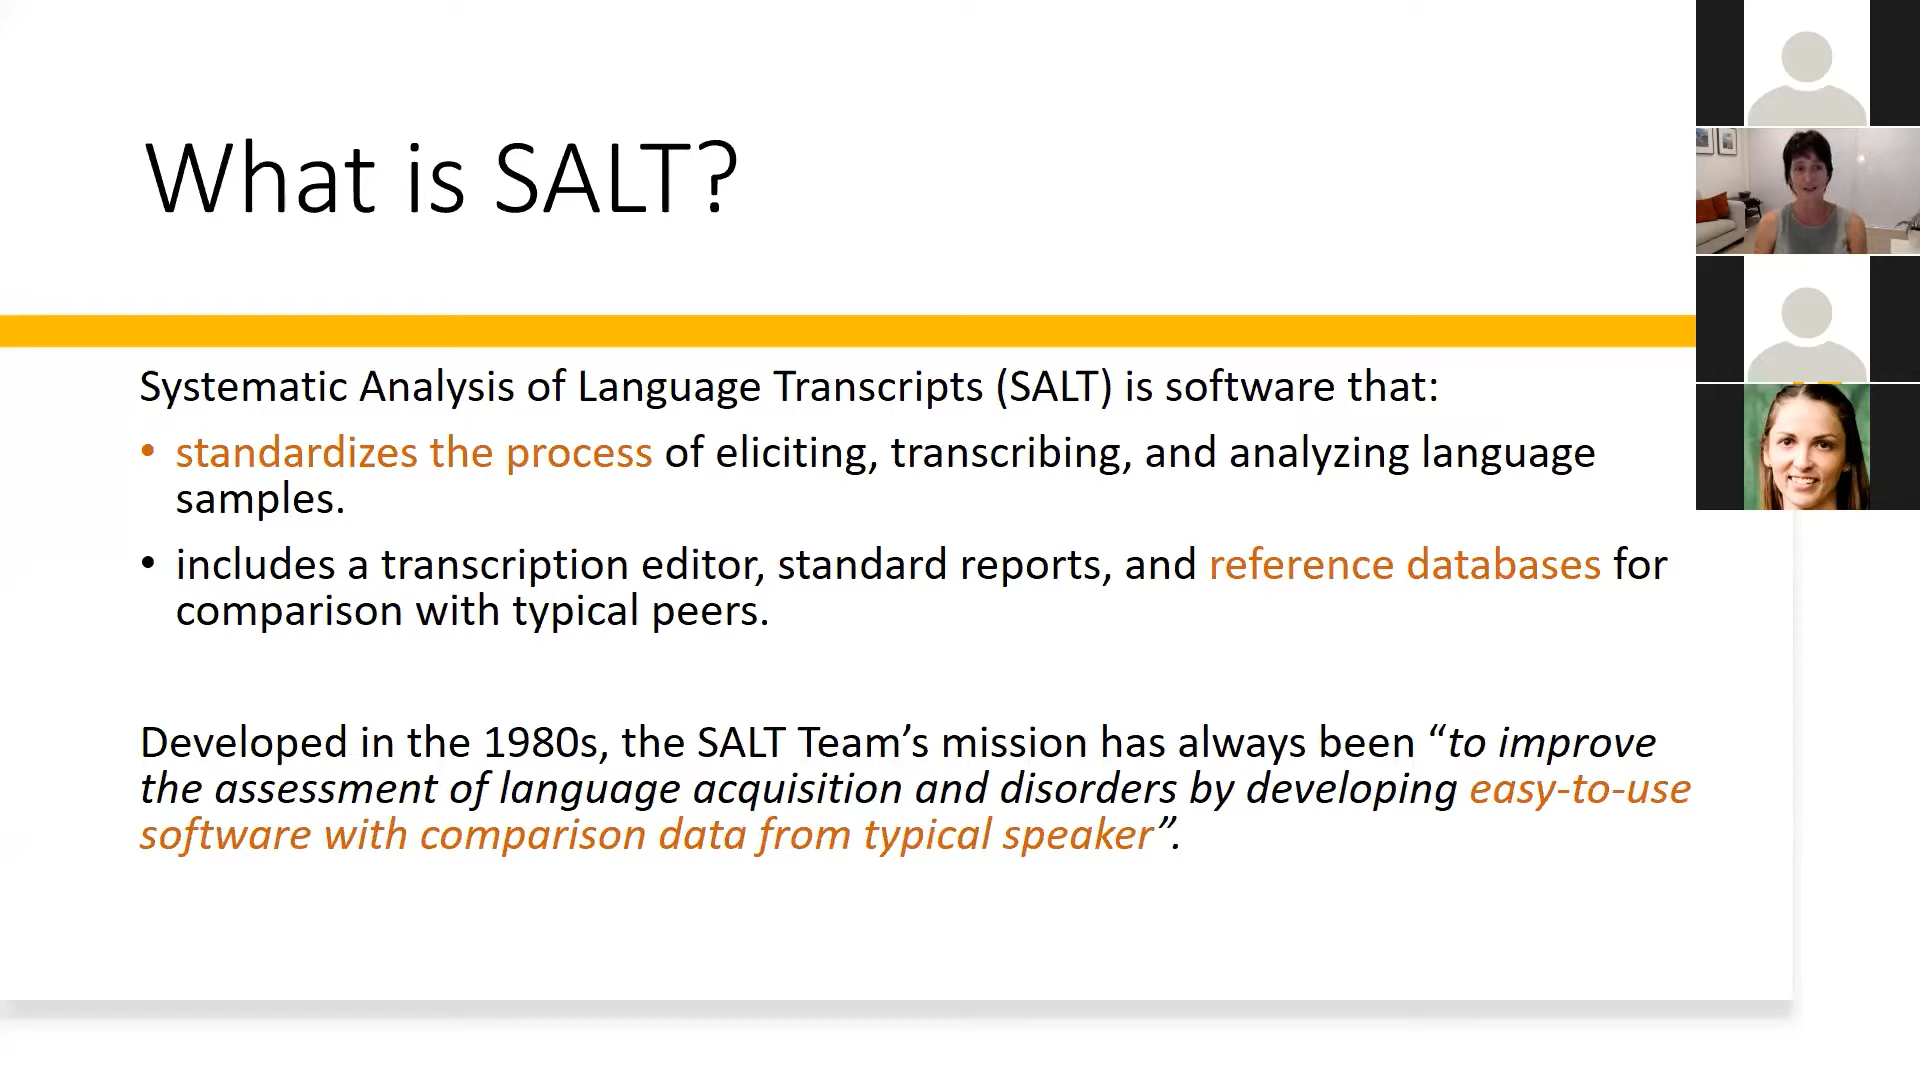 What is SALT?
Systematic Analysis of Language Transcripts (SALT) is software that:
• standardizes the process of eliciting, transcribing, and analyzing language
samples.
• includes a transcription editor, standard reports, and reference databases for
comparison with typical peers.
Developed in the 1980s, the SALT Team’s mission has always been “to improve
the assessment of language acquisition and disorders by developing easy-to-use
software with comparison data from typical speaker”.